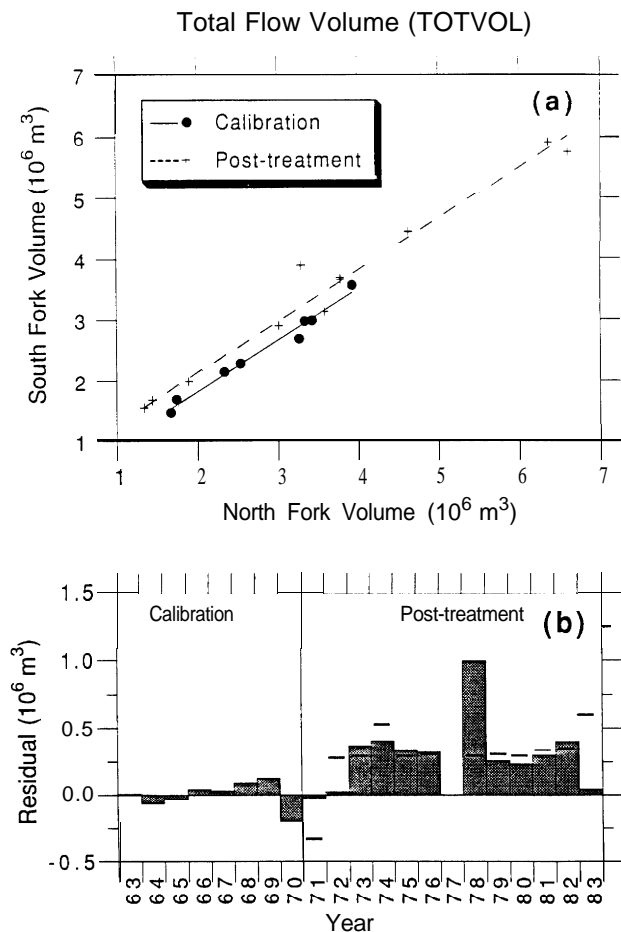 Total Flow Volume (TOTVOL)
7
6
5
4
3
2
1
South Fork Volume (10⁶ m³)
(a)
Calibration
Post-treatment
1 2 3 4 5 6 7
North Fork Volume (10⁶ m³)
1.5
1.0
0.5
0.0
-0.5
Residual (10⁶ m³)
Calibration
Post-treatment
(b)
63 64 65 66 67 68 69 70 71 72 73 74 75 76 77 78 79 80 81 82 83
Year